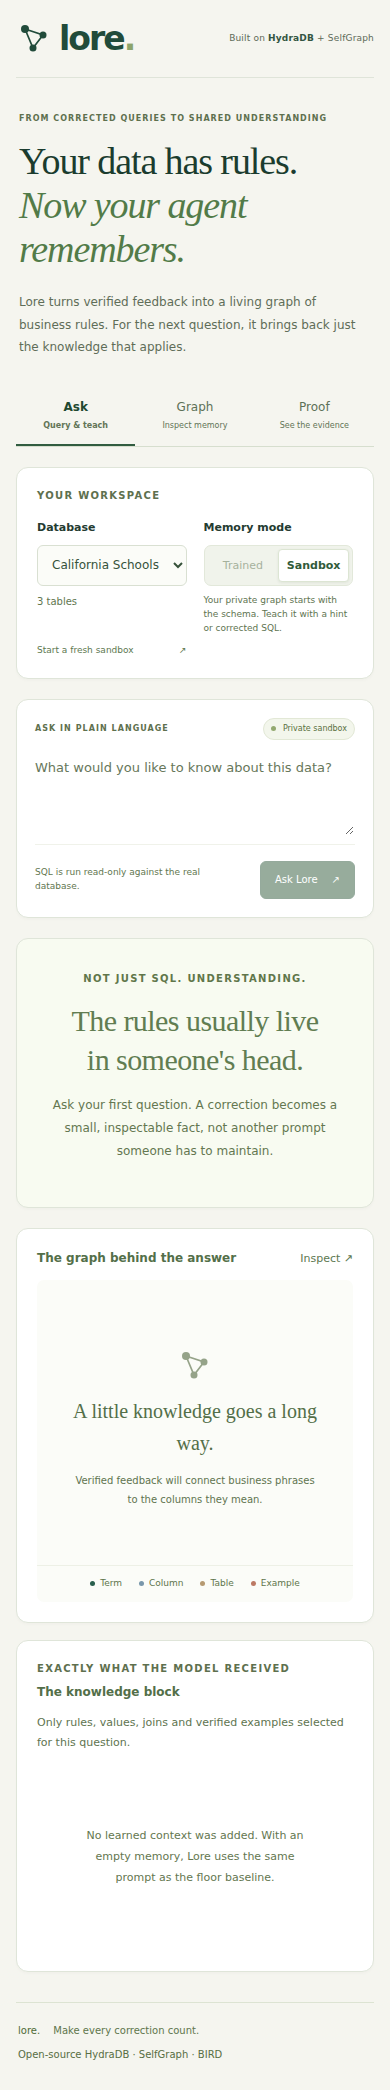 lore.
Built on HydraDB + SelfGraph
FROM CORRECTED QUERIES TO SHARED UNDERSTANDING
Your data has rules.
Now your agent
remembers.
Lore turns verified feedback into a living graph of
business rules. For the next question, it brings back just
the knowledge that applies.
Ask
Query & teach
Graph
Inspect memory
Proof
See the evidence
YOUR WORKSPACE
Database
California Schools
3 tables
Memory mode
Trained
Sandbox
Your private graph starts with
the schema. Teach it with a hint
or corrected SQL.
Start a fresh sandbox ↗
ASK IN PLAIN LANGUAGE
Private sandbox
What would you like to know about this data?
SQL is run read-only against the real
database.
Ask Lore ↗
NOT JUST SQL. UNDERSTANDING.
The rules usually live
in someone's head.
Ask your first question. A correction becomes a
small, inspectable fact, not another prompt
someone has to maintain.
The graph behind the answer
Inspect ↗
A little knowledge goes a long
way.
Verified feedback will connect business phrases
to the columns they mean.
Term Column Table Example
EXACTLY WHAT THE MODEL RECEIVED
The knowledge block
Only rules, values, joins and verified examples selected
for this question.
No learned context was added. With an
empty memory, Lore uses the same
prompt as the floor baseline.
lore. Make every correction count.
Open-source HydraDB · SelfGraph · BIRD